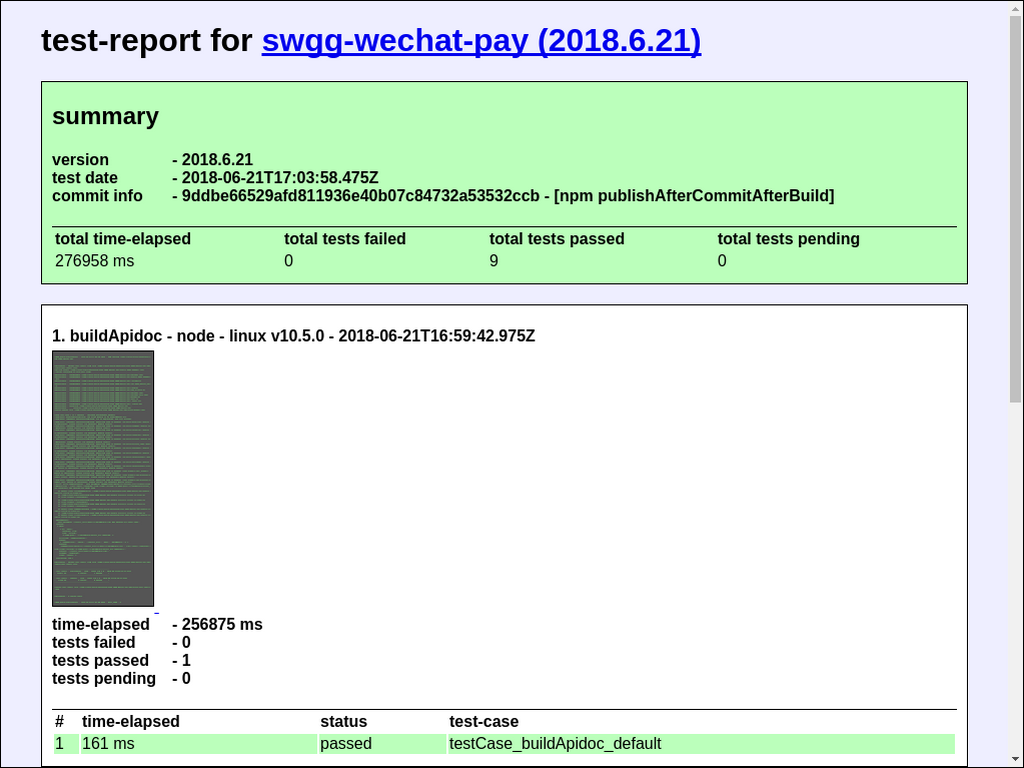 test-report for swgg-wechat-pay (2018.6.21)
summary
version - 2018.6.21
test date - 2018-06-21T17:03:58.475Z
commit info - 9ddbe66529afd811936e40b07c84732a53532ccb - [npm publishAfterCommitAfterBuild]
total time-elapsed total tests failed total tests passed total tests pending
276958 ms 0 9 0
1. buildApidoc - node - linux v10.5.0 - 2018-06-21T16:59:42.975Z
time-elapsed - 256875 ms
tests failed - 0
tests passed - 1
tests pending - 0
# time-elapsed status test-case
1 161 ms passed testCase_buildApidoc_default